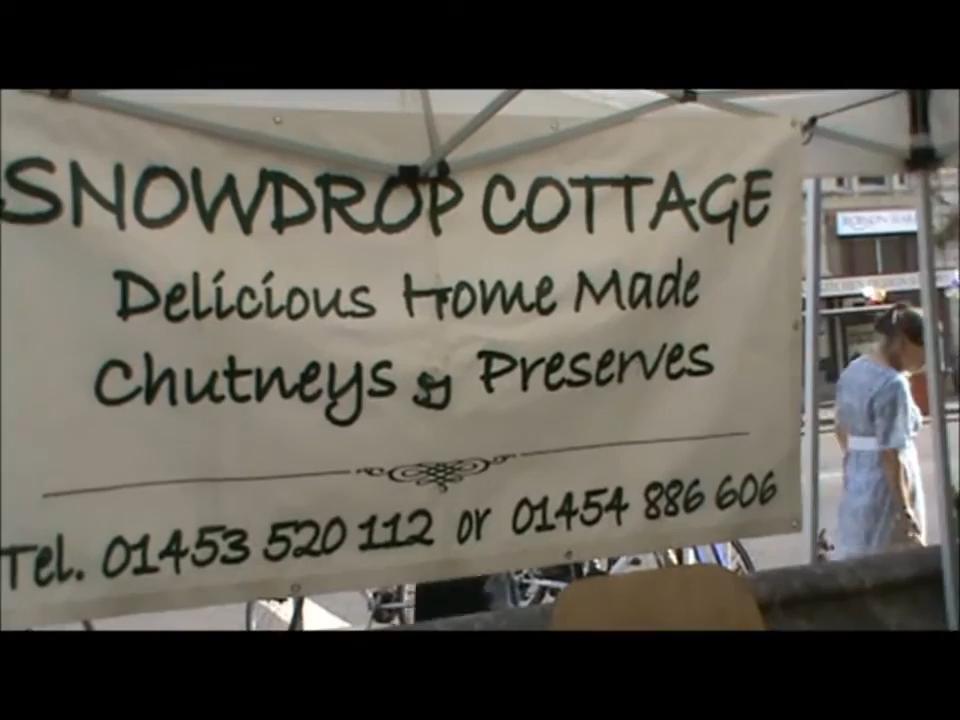 SNOWDROP COTTAGE
Delicious Home Made
Chutneys & Preserves
Tel. 01453 520 112 or 01454 886 606